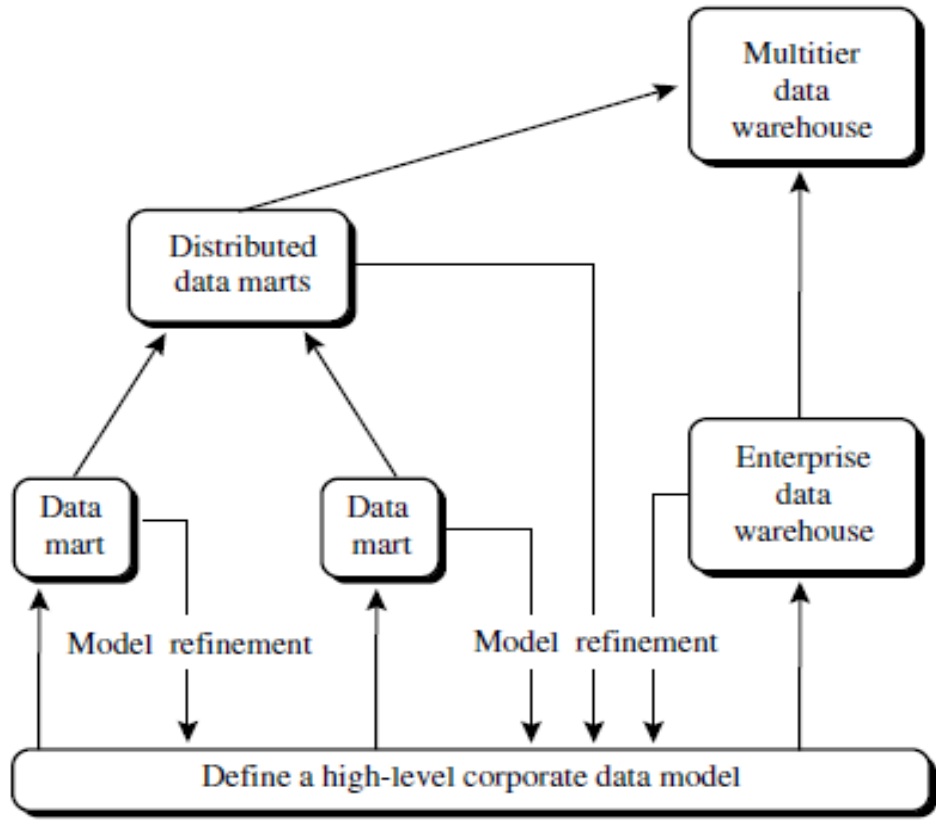 Multitier
data
warehouse
Distributed
data marts
Enterprise
data
warehouse
Data
mart
Data
mart
Model refinement
Model refinement
Define a high-level corporate data model